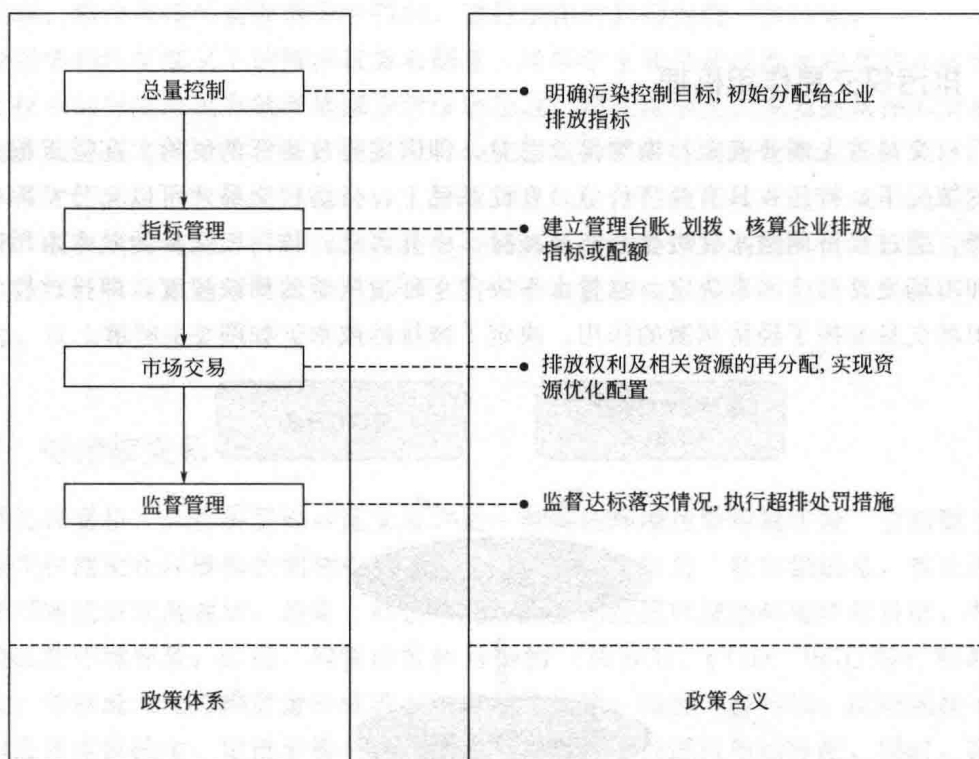 总量控制
明确污染控制目标, 初始分配给企业
排放指标
指标管理
建立管理台账, 划拨、核算企业排放
指标或配额
市场交易
排放权利及相关资源的再分配, 实现资
源优化配置
监督管理
监督达标落实情况, 执行超排处罚措施
政策体系
政策含义